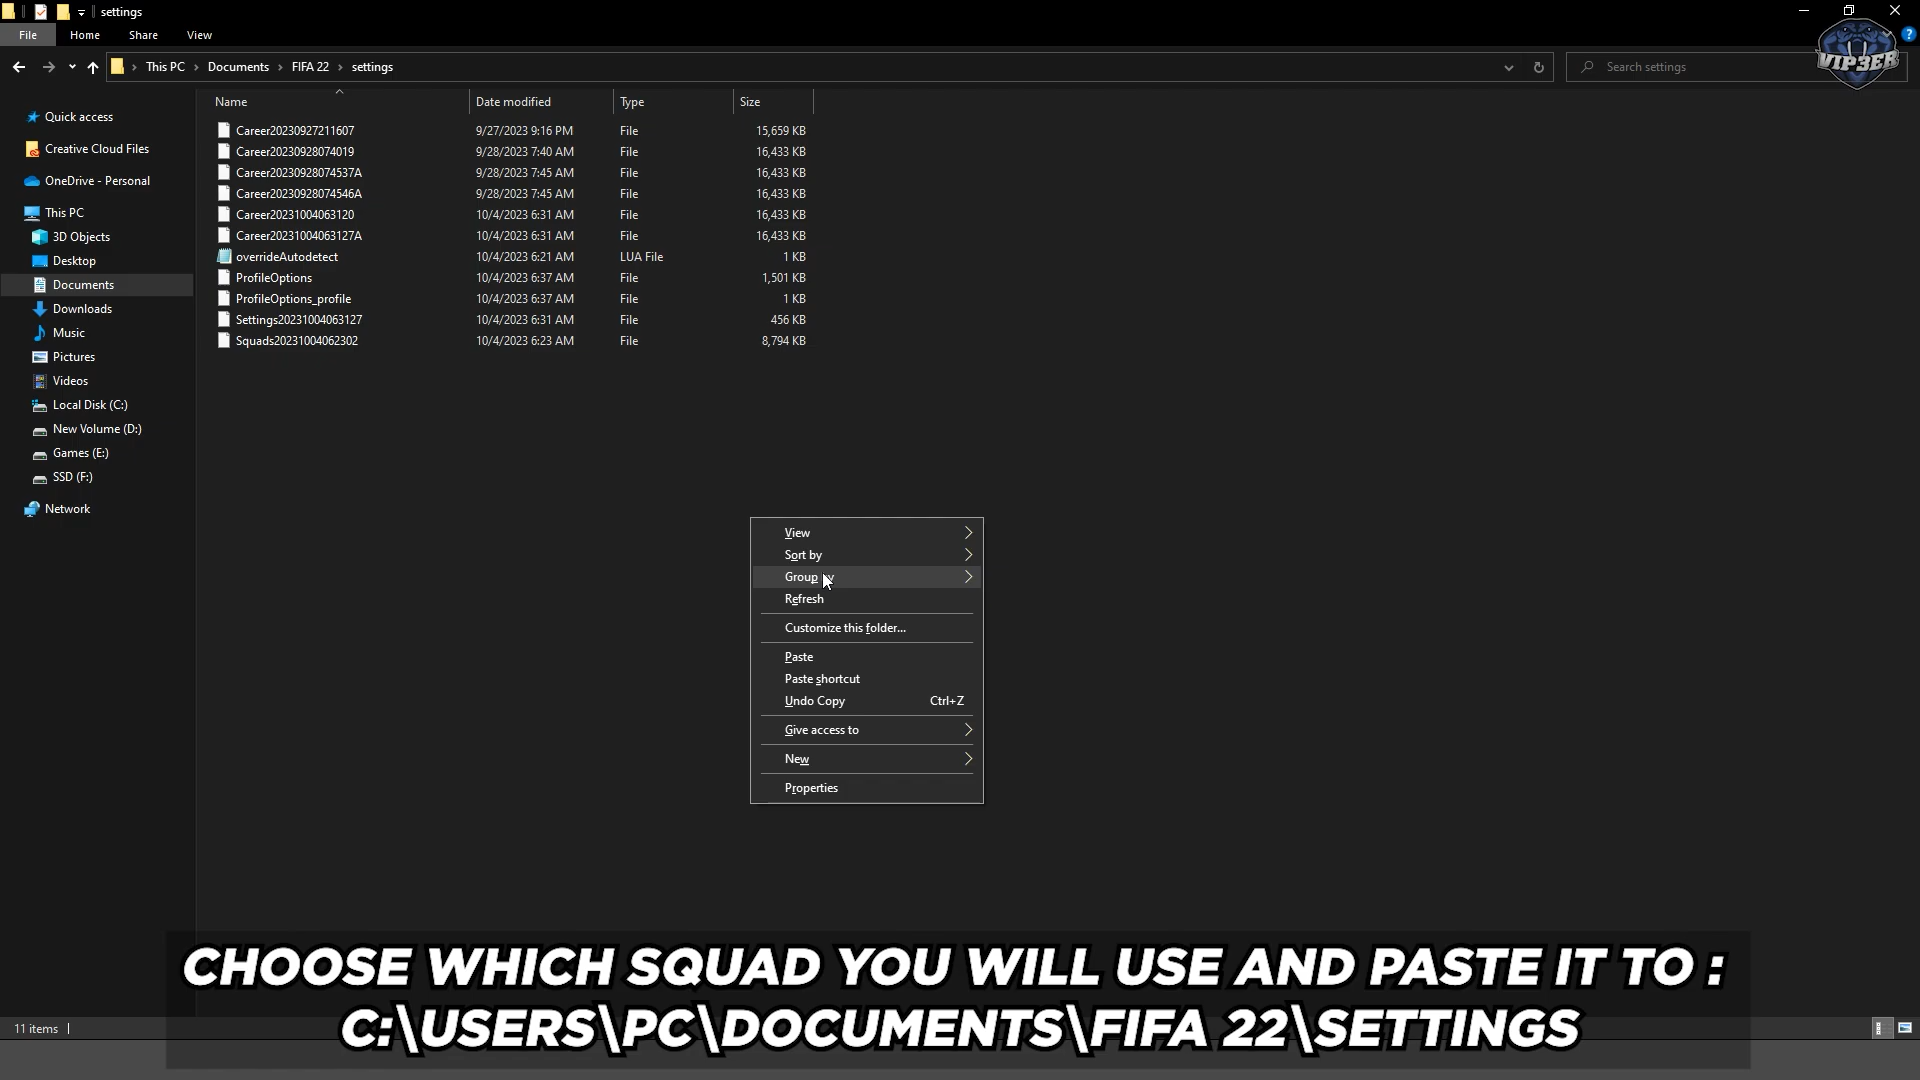 settings
File Home Share View
This PC Documents FIFA 22 settings
Search settings
VIP3ER
?
Name Date modified Type Size
Quick access
Creative Cloud Files
OneDrive - Personal
This PC
3D Objects
Desktop
Documents
Downloads
Music
Pictures
Videos
Local Disk (C:)
New Volume (D:)
Games (E:)
SSD (F:)
Network
Career20230927211607 9/27/2023 9:16 PM File 15,659 KB
Career20230928074019 9/28/2023 7:40 AM File 16,433 KB
Career20230928074537A 9/28/2023 7:45 AM File 16,433 KB
Career20230928074546A 9/28/2023 7:45 AM File 16,433 KB
Career20231004063120 10/4/2023 6:31 AM File 16,433 KB
Career20231004063127A 10/4/2023 6:31 AM File 16,433 KB
overrideAutodetect 10/4/2023 6:21 AM LUA File 1 KB
ProfileOptions 10/4/2023 6:37 AM File 1,501 KB
ProfileOptions_profile 10/4/2023 6:37 AM File 1 KB
Settings20231004063127 10/4/2023 6:31 AM File 456 KB
Squads20231004062302 10/4/2023 6:23 AM File 8,794 KB
View
Sort by
Group by
Refresh
Customize this folder...
Paste
Paste shortcut
Undo Copy Ctrl+Z
Give access to
New
Properties
CHOOSE WHICH SQUAD YOU WILL USE AND PASTE IT TO :
C:\USERS\PC\DOCUMENTS\FIFA 22\SETTINGS
11 items